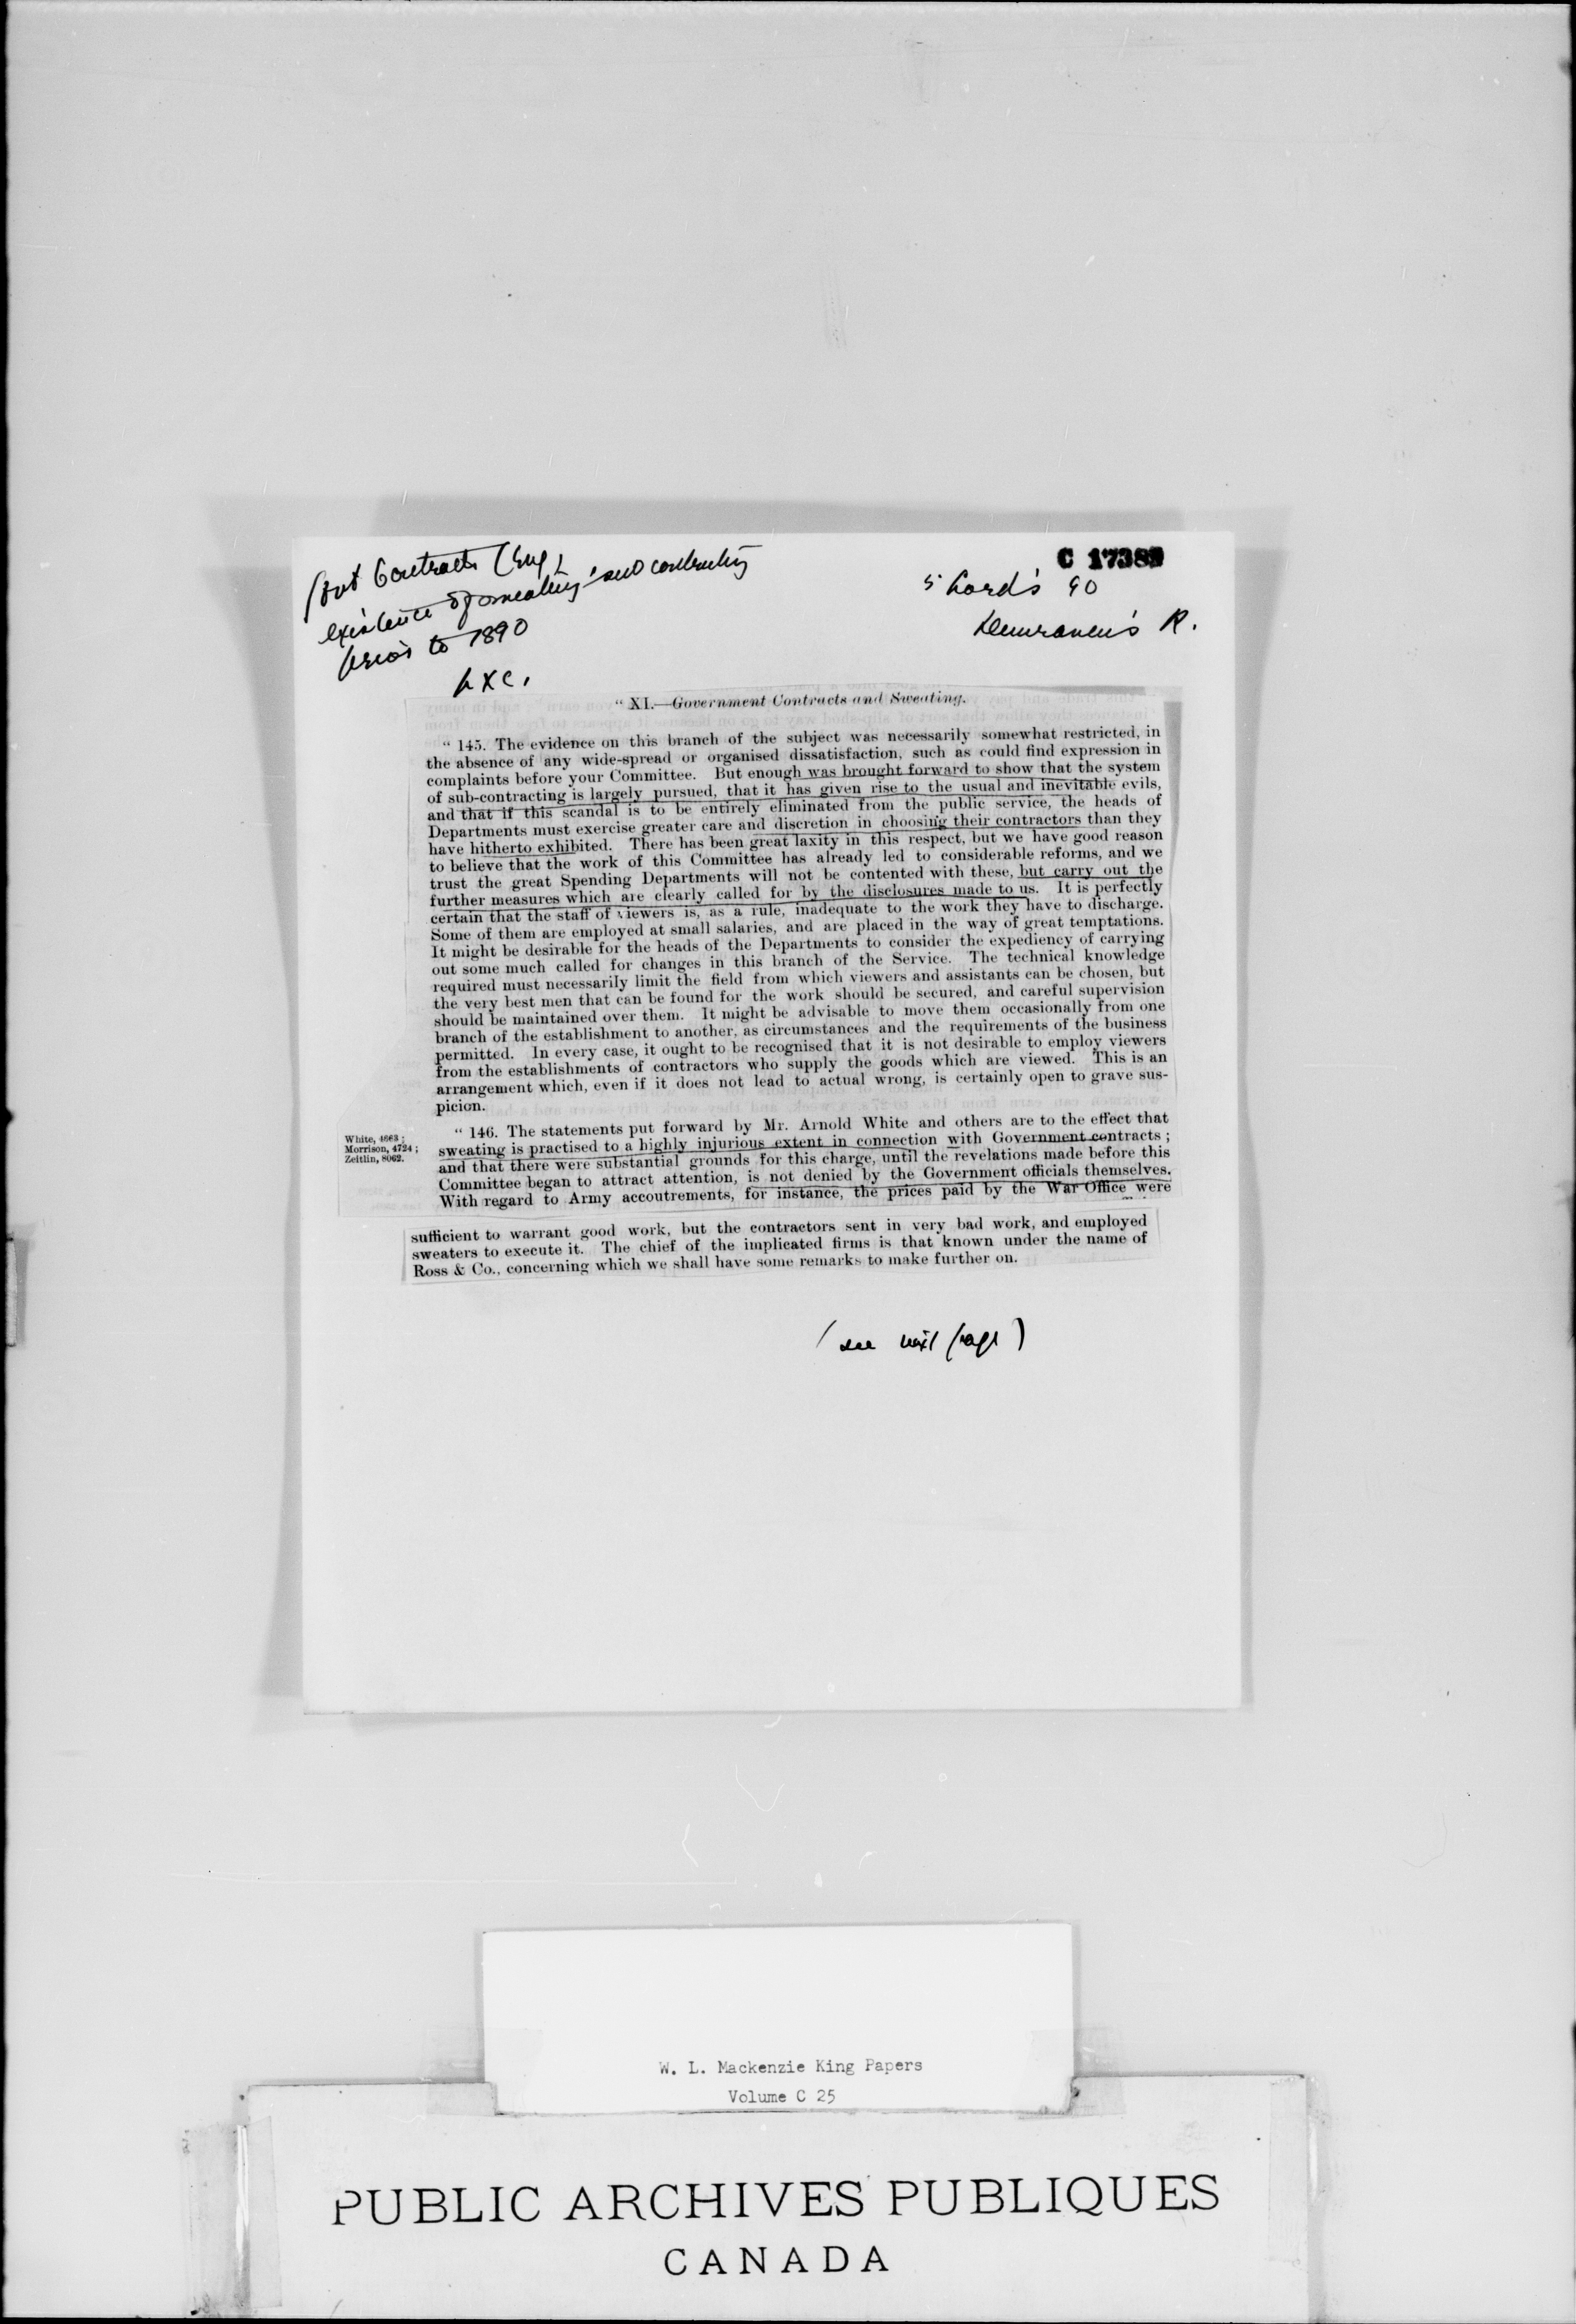 Govt Contracts (Eng)
existence of sweating & sub contracting
prior to 1890
&c.
C 17389
5 Lords 90
R.
" XI.—Government Contracts and Sweating.
" 145. The evidence on this branch of the subject was necessarily somewhat restricted, in
the absence of any wide-spread or organised dissatisfaction, such as could find expression in
complaints before your Committee. But enough was brought forward to show that the system
of sub-contracting is largely pursued, that it has given rise to the usual and inevitable evils,
and that if this scandal is to be entirely eliminated from the public service, the heads of
Departments must exercise greater care and discretion in choosing their contractors than they
have hitherto exhibited. There has been great laxity in this respect, but we have good reason
to believe that the work of this Committee has already led to considerable reforms, and we
trust the great Spending Departments will not be contented with these, but carry out the
further measures which are clearly called for by the disclosures made to us. It is perfectly
certain that the staff of viewers is, as a rule, inadequate to the work they have to discharge.
Some of them are employed at small salaries, and are placed in the way of great temptations.
It might be desirable for the heads of the Departments to consider the expediency of carrying
out some much called for changes in this branch of the Service. The technical knowledge
required must necessarily limit the field from which viewers and assistants can be chosen, but
the very best men that can be found for the work should be secured, and careful supervision
should be maintained over them. It might be advisable to move them occasionally from one
branch of the establishment to another, as circumstances and the requirements of the business
permitted. In every case, it ought to be recognised that it is not desirable to employ viewers
from the establishments of contractors who supply the goods which are viewed. This is an
arrangement which, even if it does not lead to actual wrong, is certainly open to grave sus-
picion.
White, 4663 ;
Morrison, 4724 ;
Zeitlin, 8062.
" 146. The statements put forward by Mr. Arnold White and others are to the effect that
sweating is practised to a highly injurious extent in connection with Government contracts ;
and that there were substantial grounds for this charge, until the revelations made before this
Committee began to attract attention, is not denied by the Government officials themselves.
With regard to Army accoutrements, for instance, the prices paid by the War Office were
sufficient to warrant good work, but the contractors sent in very bad work, and employed
sweaters to execute it. The chief of the implicated firms is that known under the name of
Ross & Co., concerning which we shall have some remarks to make further on.
(see next page)
W. L. Mackenzie King Papers
Volume C 25
PUBLIC ARCHIVES PUBLIQUES
CANADA